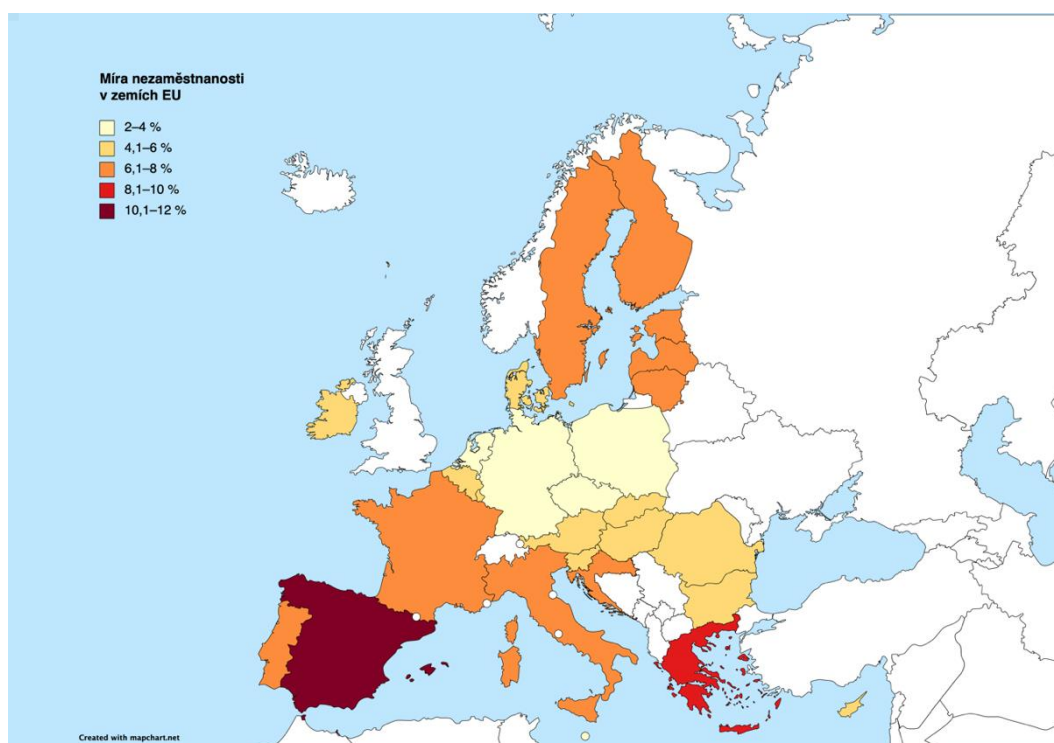 Míra nezaměstnanosti
v zemích EU
2–4 %
4,1–6 %
6,1–8 %
8,1–10 %
10,1–12 %
Created with mapchart.net